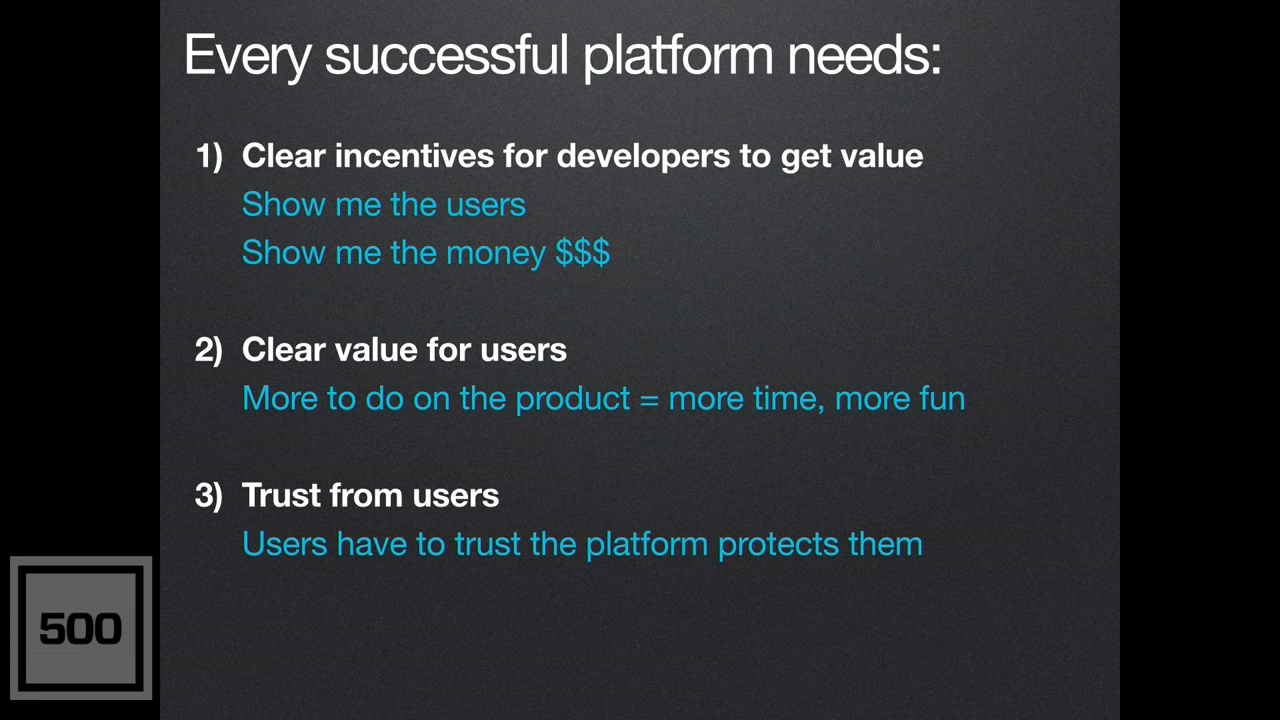 Every successful platform needs:
1) Clear incentives for developers to get value
Show me the users
Show me the money $$$
2) Clear value for users
More to do on the product = more time, more fun
3) Trust from users
Users have to trust the platform protects them
500